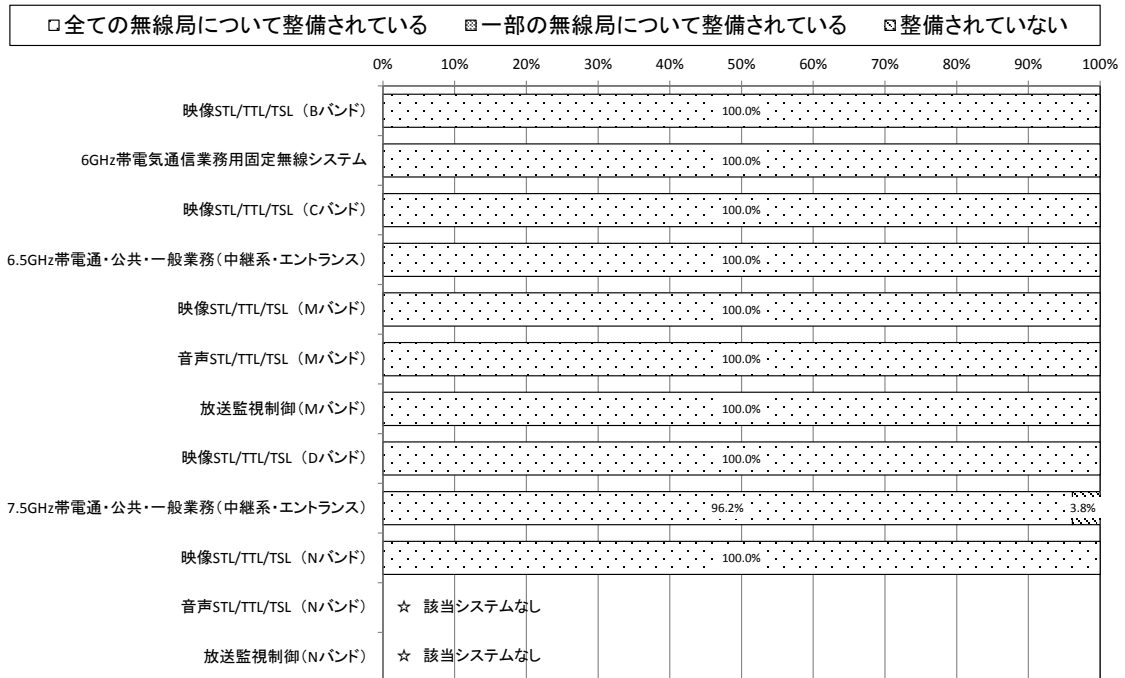 □全ての無線局について整備されている ▩一部の無線局について整備されている ▧整備されていない
0% 10% 20% 30% 40% 50% 60% 70% 80% 90% 100%
映像STL/TTL/TSL（Bバンド） 100.0%
6GHz帯電気通信業務用固定無線システム 100.0%
映像STL/TTL/TSL（Cバンド） 100.0%
6.5GHz帯電通・公共・一般業務（中継系・エントランス） 100.0%
映像STL/TTL/TSL（Mバンド） 100.0%
音声STL/TTL/TSL（Mバンド） 100.0%
放送監視制御（Mバンド） 100.0%
映像STL/TTL/TSL（Dバンド） 100.0%
7.5GHz帯電通・公共・一般業務（中継系・エントランス） 96.2% 3.8%
映像STL/TTL/TSL（Nバンド） 100.0%
音声STL/TTL/TSL（Nバンド） ☆ 該当システムなし
放送監視制御（Nバンド） ☆ 該当システムなし